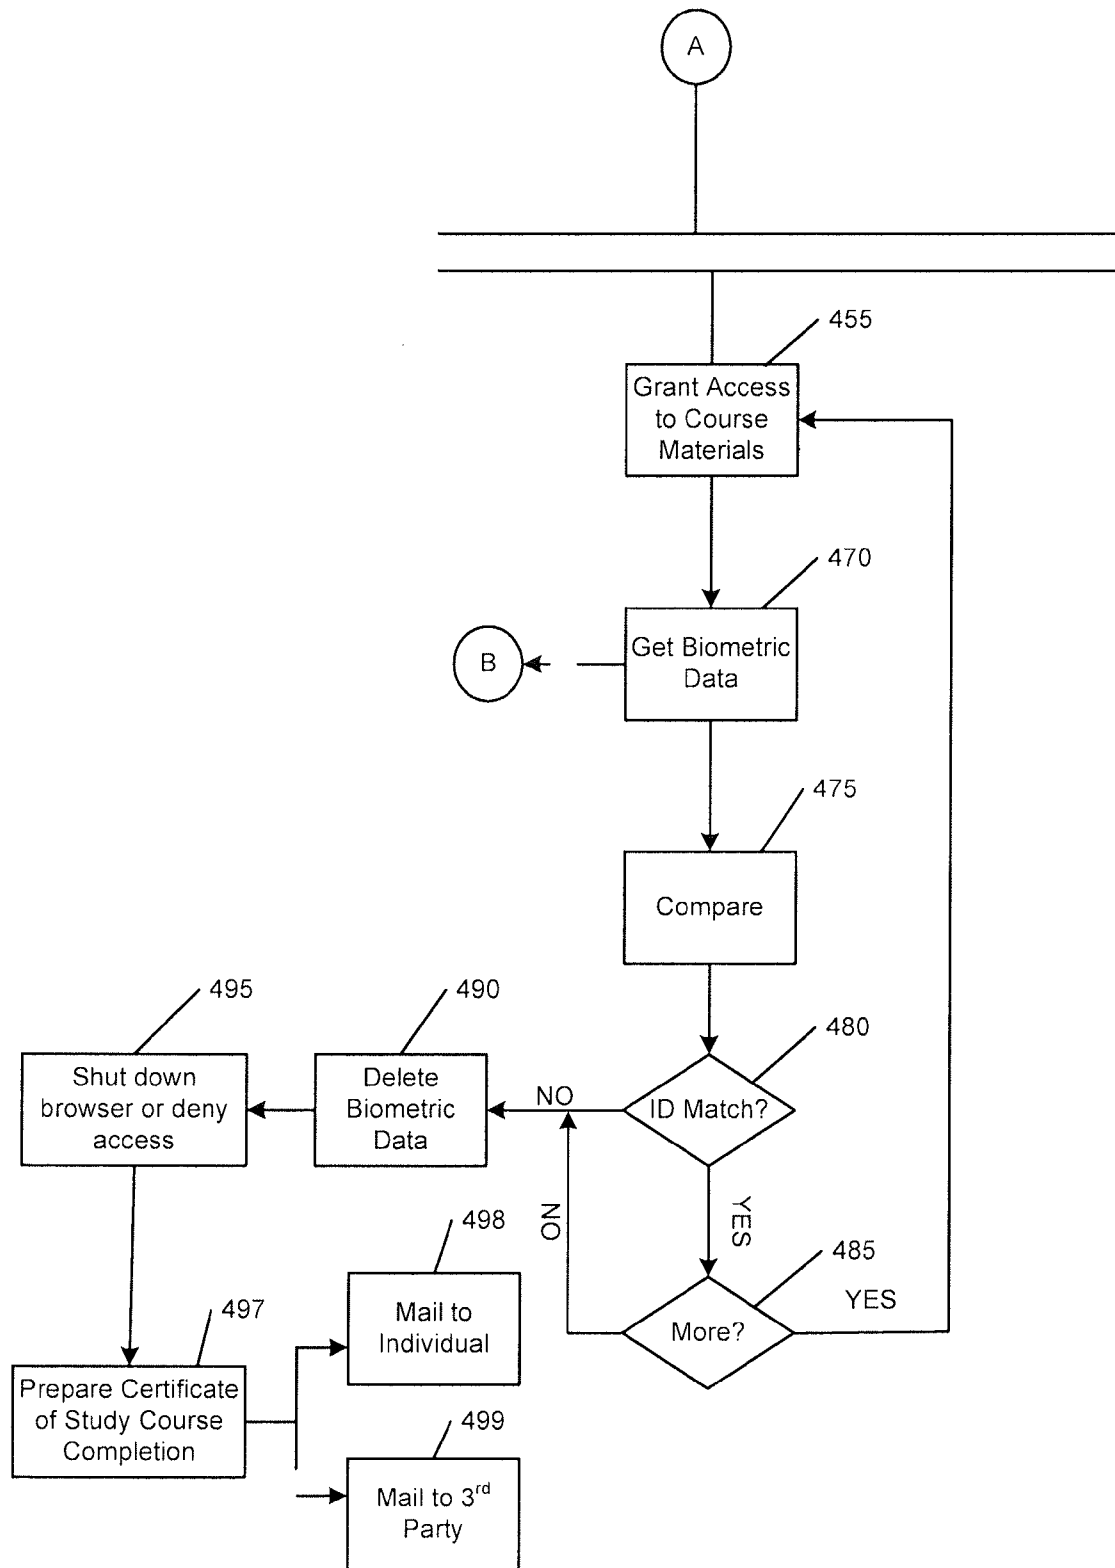 A
455
Grant Access
to Course
Materials
470
Get Biometric
Data
B
475
Compare
480
ID Match?
NO
490
Delete
Biometric
Data
495
Shut down
browser or deny
access
YES
NO
485
More?
YES
497
Prepare Certificate
of Study Course
Completion
498
Mail to
Individual
499
Mail to 3rd
Party